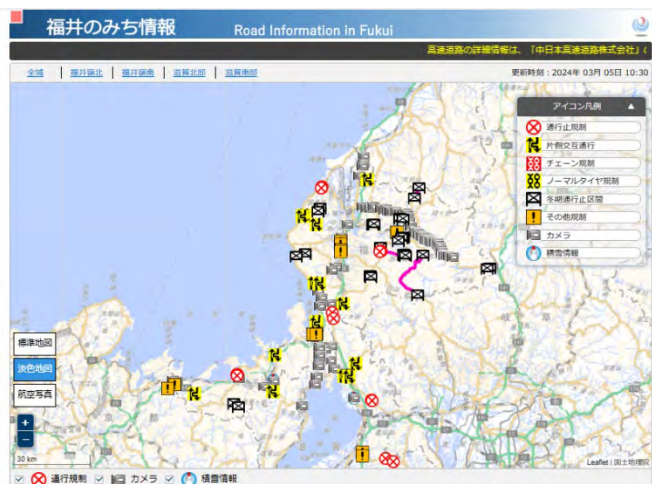 福井のみち情報 Road Information in Fukui
高速道路の詳細情報は、「中日本高速道路株式会社」
全域 福井嶺北 福井嶺南 滋賀北部 滋賀南部 更新時刻:2024年 03月 05日 10:30
アイコン凡例 ▲
通行止規制
片側交互通行
チェーン規制
ノーマルタイヤ規制
冬期通行止区間
その他規制
カメラ
積雪情報
標準地図
淡色地図
航空写真
+
−
30 km
Leaflet | 国土地理院
通行規制 カメラ 積雪情報